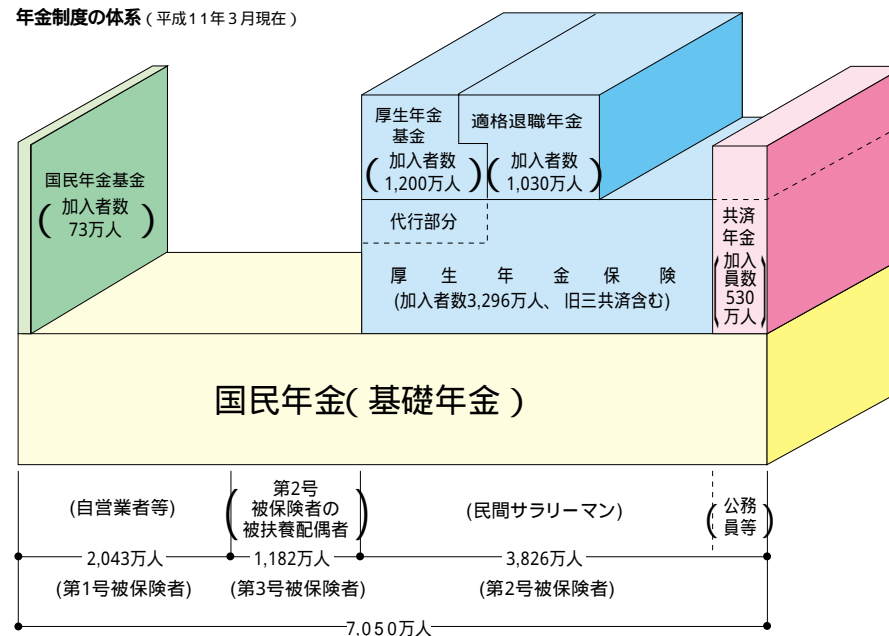 年金制度の体系(平成11年3月現在)
厚生年金
基金
(加入者数
1,200万人)
適格退職年金
(加入者数
1,030万人)
国民年金基金
(加入者数
73万人)
代行部分
共済
年金
(加入
員数
530
万人)
厚生年金保険
(加入者数3,296万人、旧三共済含む)
国民年金(基礎年金)
(自営業者等)
(第2号
被保険者の
被扶養配偶者)
(民間サラリーマン)
(公務
員等)
2,043万人
1,182万人
3,826万人
(第1号被保険者)
(第3号被保険者)
(第2号被保険者)
7,050万人